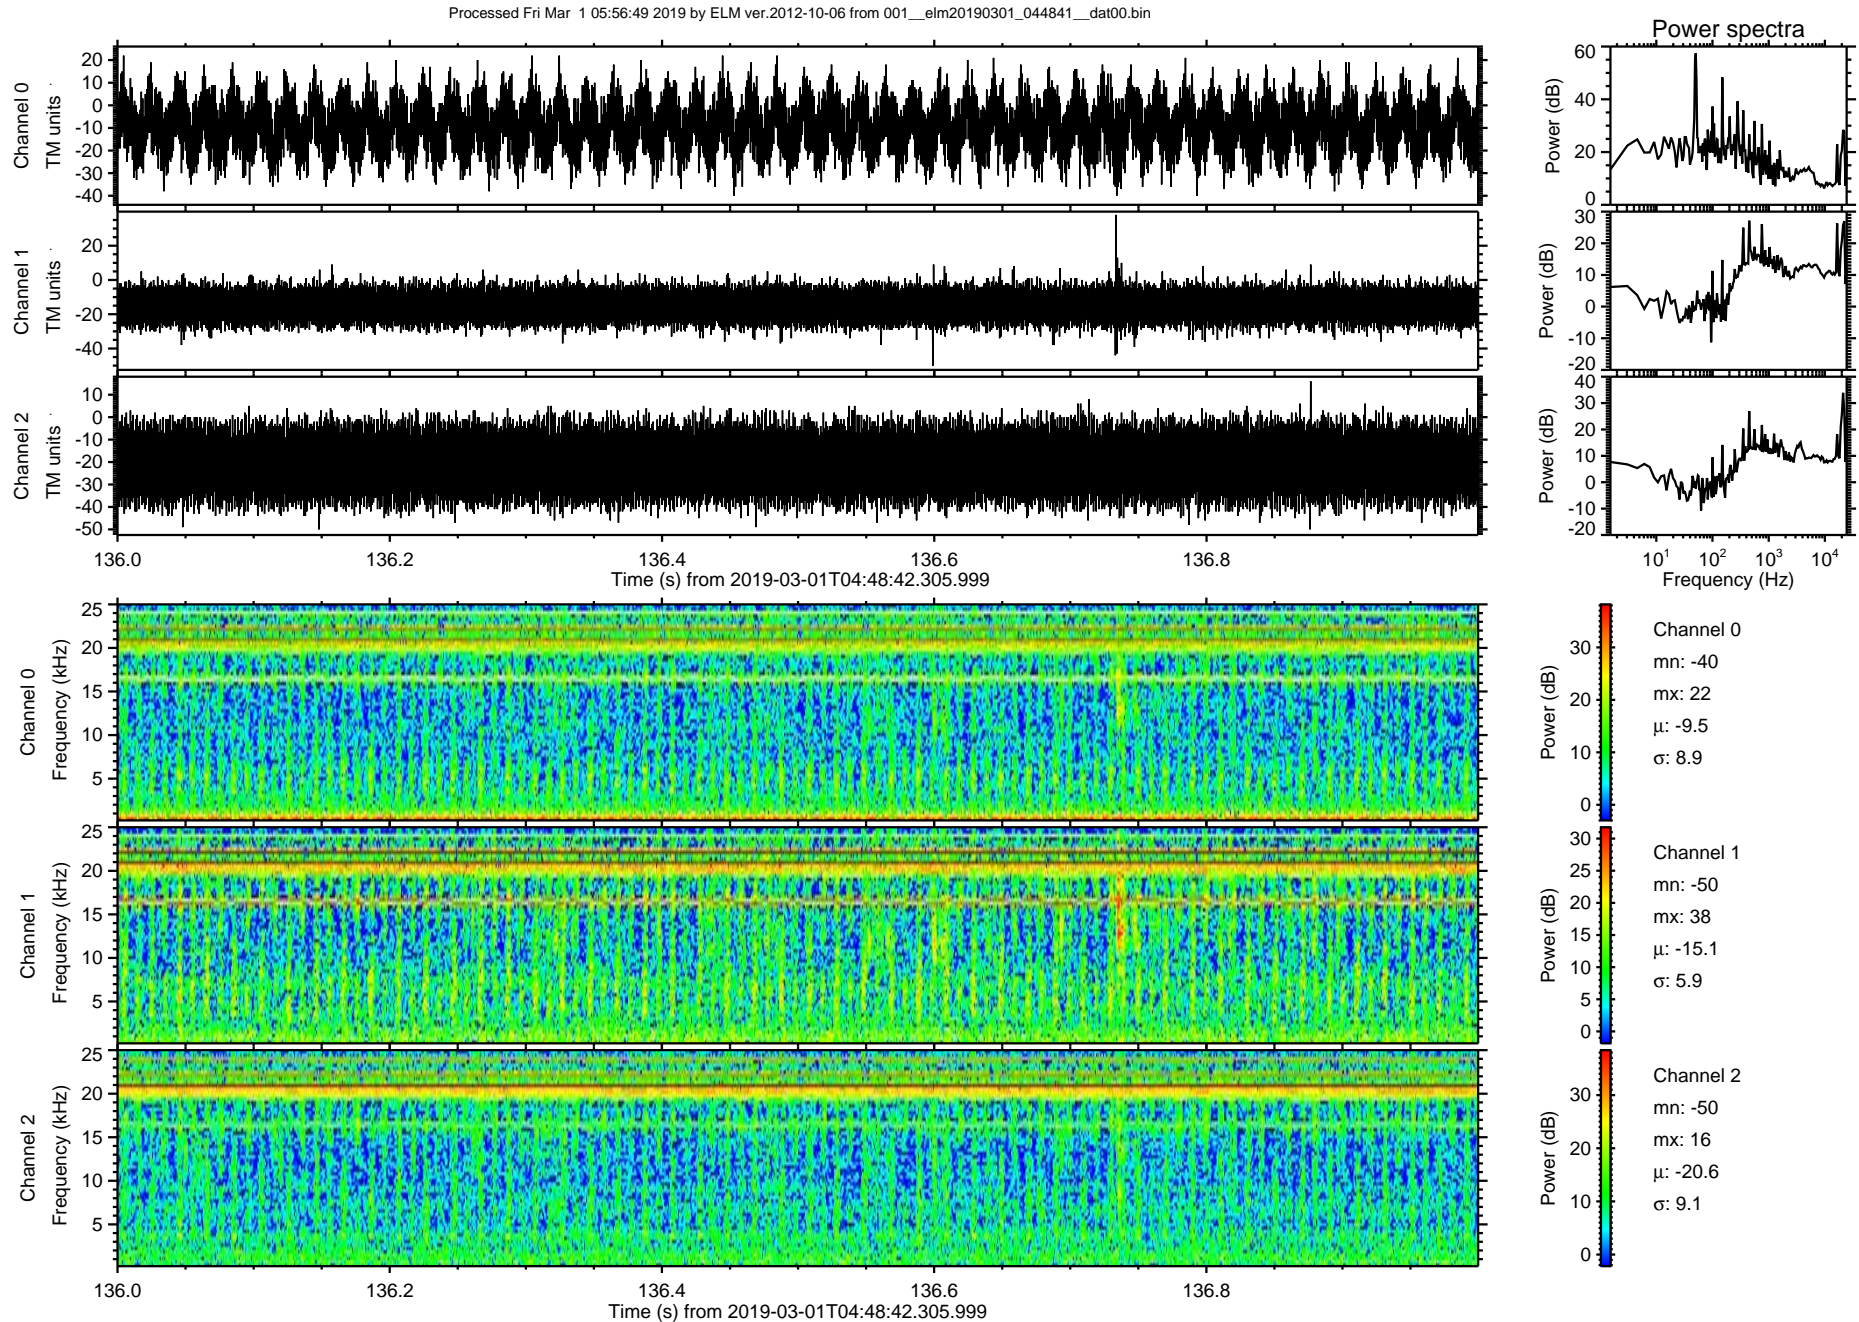 Processed Fri Mar  1 05:56:49 2019 by ELM ver.2012-10-06 from 001__elm20190301_044841__dat00.bin
Power spectra
Channel 0
TM units
20
10
0
-10
-20
-30
-40
Power (dB)
60
40
20
0
Channel 1
TM units
20
0
-20
-40
Power (dB)
30
20
10
0
-10
-20
Channel 2
TM units
10
0
-10
-20
-30
-40
-50
Power (dB)
40
30
20
10
0
-10
-20
136.0 136.2 136.4 136.6 136.8
Time (s) from 2019-03-01T04:48:42.305.999
10^1 10^2 10^3 10^4
Frequency (Hz)
Channel 0
Frequency (kHz)
25
20
15
10
5
Power (dB)
30
20
10
0
Channel 0
mn: -40
mx: 22
µ: -9.5
σ: 8.9
Channel 1
Frequency (kHz)
25
20
15
10
5
Power (dB)
30
25
20
15
10
5
0
Channel 1
mn: -50
mx: 38
µ: -15.1
σ: 5.9
Channel 2
Frequency (kHz)
25
20
15
10
5
Power (dB)
30
20
10
0
Channel 2
mn: -50
mx: 16
µ: -20.6
σ: 9.1
136.0 136.2 136.4 136.6 136.8
Time (s) from 2019-03-01T04:48:42.305.999